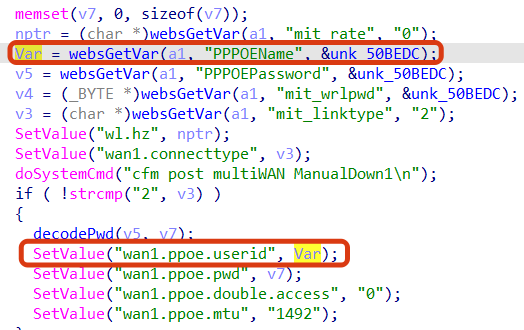 memset(v7, 0, sizeof(v7));
nptr = (char *)websGetVar(a1, "mit_rate", "0");
Var = websGetVar(a1, "PPPOEName", &unk_50BEDC);
v5 = websGetVar(a1, "PPPOEPassword", &unk_50BEDC);
v4 = (_BYTE *)websGetVar(a1, "mit_wrlpwd", &unk_50BEDC);
v3 = (char *)websGetVar(a1, "mit_linktype", "2");
SetValue("wl.hz", nptr);
SetValue("wan1.connecttype", v3);
doSystemCmd("cfm post multiWAN ManualDown1\n");
if ( !strcmp("2", v3) )
{
decodePwd(v5, v7);
SetValue("wan1.ppoe.userid", Var);
SetValue("wan1.ppoe.pwd", v7);
SetValue("wan1.ppoe.double.access", "0");
SetValue("wan1.ppoe.mtu", "1492");